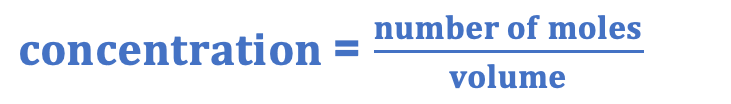 concentration = number of moles
volume